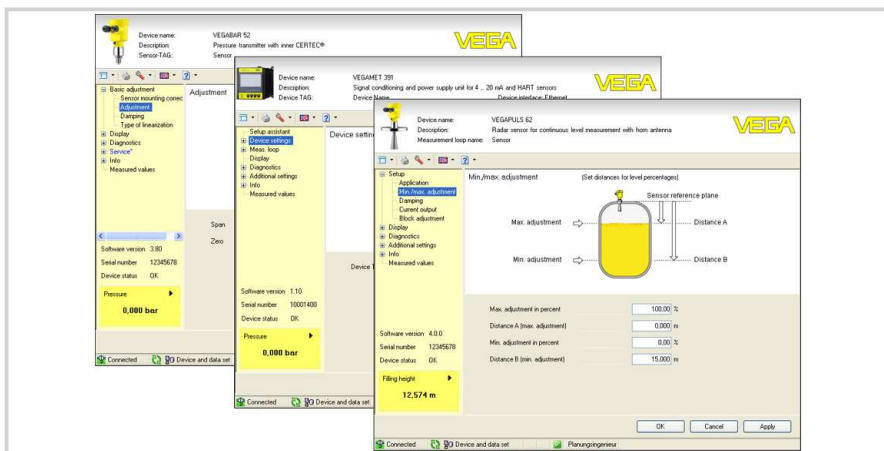 Device name: VEGABAR 52
Description: Pressure transmitter with inner CERTEC®
Sensor-TAG: Sensor
VEGA
Basic adjustment
Sensor mounting correc
Adjustment
Damping
Type of linearization
Display
Diagnostics
Service"
Info
Measured values
Adjustment
Span
Zero
Software version 3.80
Serial number 12345678
Device status OK
Pressure
0,000 bar
Connected Device and data set
Device name: VEGAMET 391
Description: Signal conditioning and power supply unit for 4 .. 20 mA and HART sensors
Device TAG: Device Name Device interface: Ethernet
VEGA
Setup assistant
Device settings
Meas. loop
Display
Diagnostics
Additional settings
Info
Measured values
Device settin
Device T
Software version 1.10
Serial number 10001400
Device status OK
Pressure
0,000 bar
Connected Device and data set
Device name: VEGAPULS 62
Description: Radar sensor for continuous level measurement with horn antenna
Measurement loop name: Sensor
VEGA
Setup
Application
Min./max. adjustment
Damping
Current output
Block adjustment
Display
Diagnostics
Additional settings
Info
Measured values
Min./max. adjustment (Set distances for level percentages)
Sensor reference plane
Max. adjustment Distance A
Min. adjustment Distance B
Max. adjustment in percent 100,00 %
Distance A (max. adjustment) 0,000 m
Min. adjustment in percent 0,00 %
Distance B (min. adjustment) 15,000 m
Software version 4.0.0
Serial number 12345678
Device status OK
Filling height
12,574 m
OK Cancel Apply
Connected Device and data set Planungsingenieur